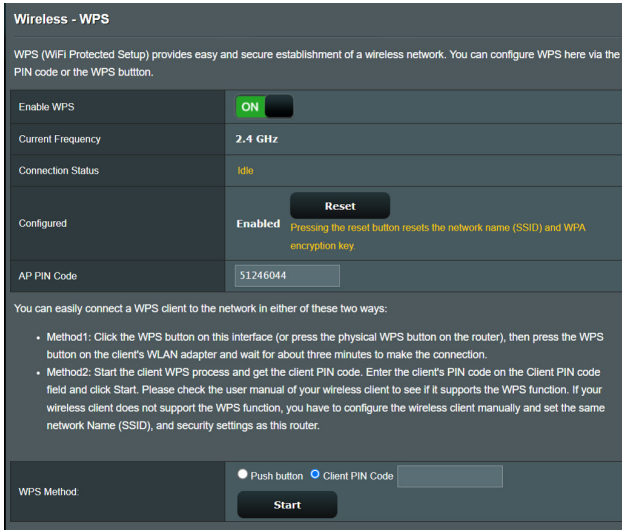 Wireless - WPS
WPS (WiFi Protected Setup) provides easy and secure establishment of a wireless network. You can configure WPS here via the
PIN code or the WPS buttton.
Enable WPS
ON
Current Frequency
2.4 GHz
Connection Status
Idle
Configured
Enabled
Reset
Pressing the reset button resets the network name (SSID) and WPA
encryption key.
AP PIN Code
51246044
You can easily connect a WPS client to the network in either of these two ways:
• Method1: Click the WPS button on this interface (or press the physical WPS button on the router), then press the WPS
button on the client's WLAN adapter and wait for about three minutes to make the connection.
• Method2: Start the client WPS process and get the client PIN code. Enter the client's PIN code on the Client PIN code
field and click Start. Please check the user manual of your wireless client to see if it supports the WPS function. If your
wireless client does not support the WPS function, you have to configure the wireless client manually and set the same
network Name (SSID), and security settings as this router.
WPS Method:
Push button Client PIN Code
Start